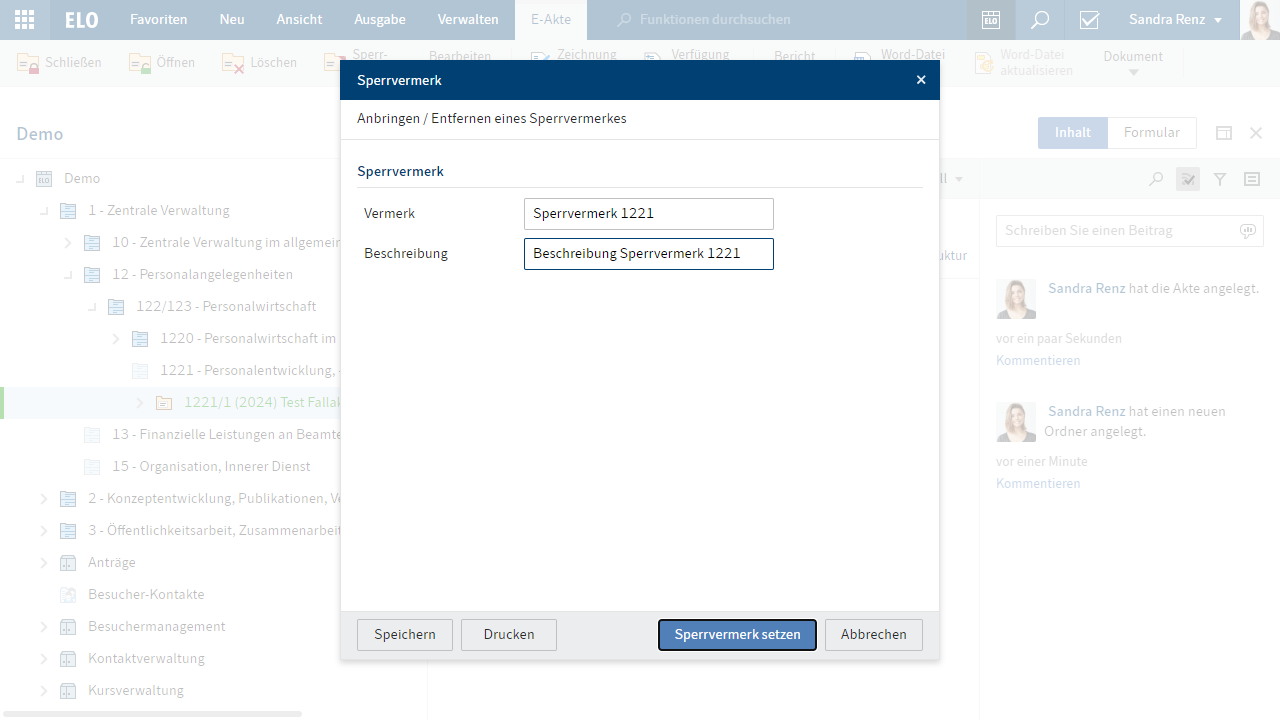 ELO Favoriten Neu Ansicht Ausgabe Verwalten E-Akte Funktionen durchsuchen Sandra Renz
Schließen Öffnen Löschen Sperr- Bearbeiten Zeichnung Verfügung Bericht Word-Datei Word-Datei aktualisieren Dokument
Sperrvermerk
Anbringen / Entfernen eines Sperrvermerkes
Sperrvermerk
Vermerk Sperrvermerk 1221
Beschreibung Beschreibung Sperrvermerk 1221
Speichern Drucken Sperrvermerk setzen Abbrechen
Demo
Demo
1 - Zentrale Verwaltung
10 - Zentrale Verwaltung im allgemein
12 - Personalangelegenheiten
122/123 - Personalwirtschaft
1220 - Personalwirtschaft im
1221 - Personalentwicklung,
1221/1 (2024) Test Fallak
13 - Finanzielle Leistungen an Beamte
15 - Organisation, Innerer Dienst
2 - Konzeptentwicklung, Publikationen, Ve
3 - Öffentlichkeitsarbeit, Zusammenarbeit
Anträge
Besucher-Kontakte
Besuchermanagement
Kontaktverwaltung
Kursverwaltung
Inhalt Formular
uktur
Schreiben Sie einen Beitrag
Sandra Renz hat die Akte angelegt.
vor ein paar Sekunden
Kommentieren
Sandra Renz hat einen neuen
Ordner angelegt.
vor einer Minute
Kommentieren